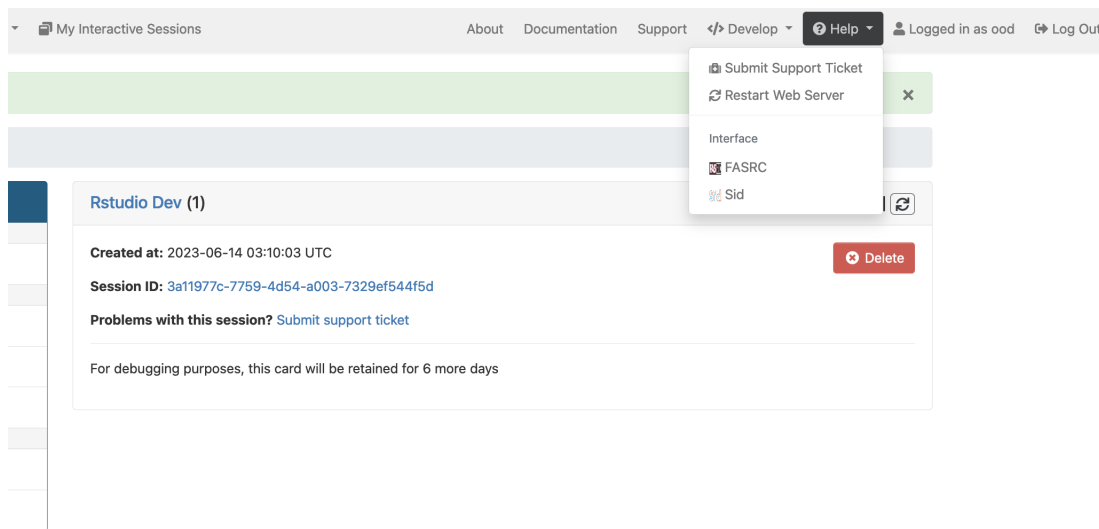 My Interactive Sessions About Documentation Support </> Develop Help Logged in as ood Log Out
Submit Support Ticket
Restart Web Server
Interface
FASRC
Sid
Rstudio Dev (1)
Created at: 2023-06-14 03:10:03 UTC
Delete
Session ID: 3a11977c-7759-4d54-a003-7329ef544f5d
Problems with this session? Submit support ticket
For debugging purposes, this card will be retained for 6 more days